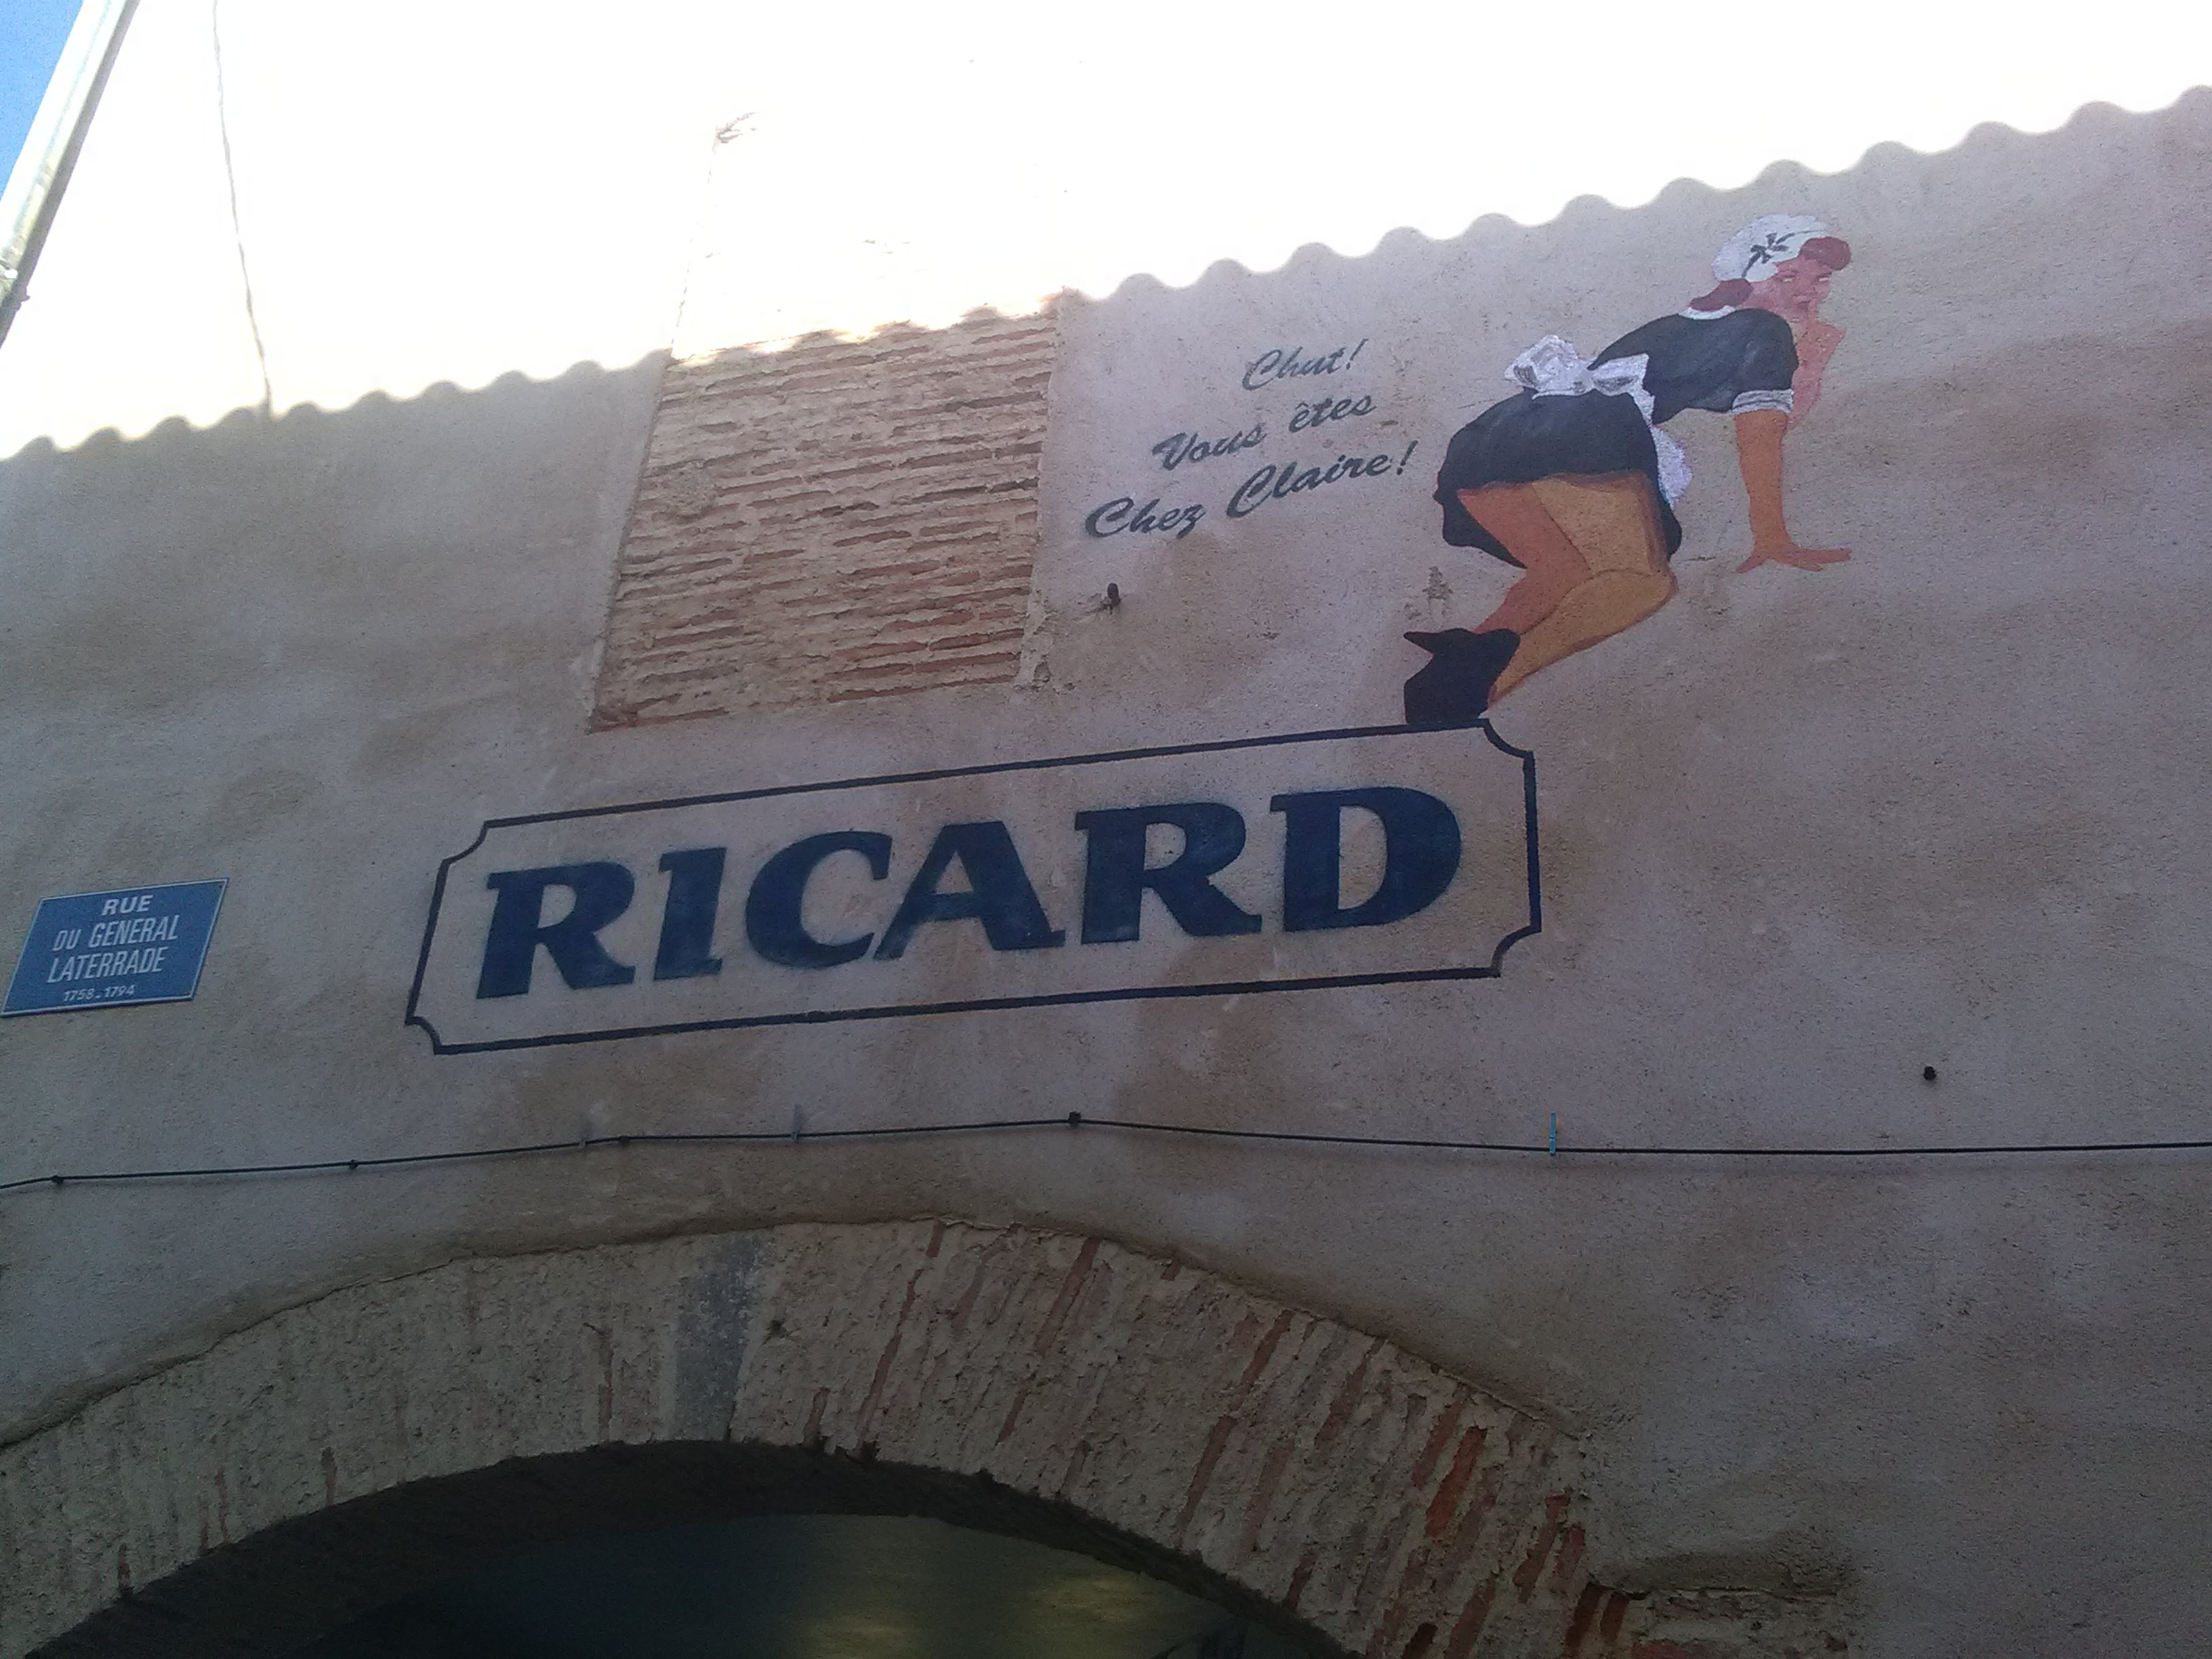 Chut!
Vous êtes
Chez Claire!
RICARD
RUE
DU GENERAL
LATERRADE
1758-1794